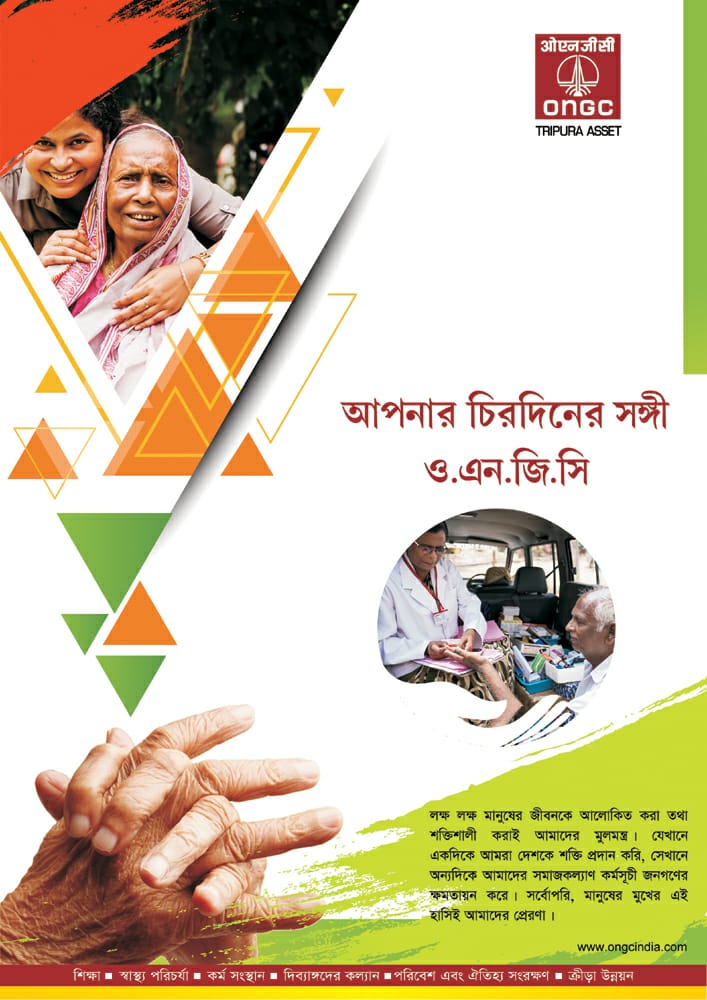 ओएनजीसी
ONGC
TRIPURA ASSET
আপনার চিরদিনের সঙ্গী
ও.এন.জি.সি
লক্ষ লক্ষ মানুষের জীবনকে আলোকিত করা তথা
শক্তিশালী করাই আমাদের মুলমন্ত্র। যেখানে
একদিকে আমরা দেশকে শক্তি প্রদান করি, সেখানে
অন্যদিকে আমাদের সমাজকল্যাণ কর্মসূচী জনগণের
ক্ষমতায়ন করে। সর্বোপরি, মানুষের মুখের এই
হাসিই আমাদের প্রেরণা।
www.ongcindia.com
শিক্ষা ■ স্বাস্থ্য পরিচর্যা ■ কর্ম সংস্থান ■ দিব্যাঙ্গদের কল্যান ■ পরিবেশ এবং ঐতিহ্য সংরক্ষণ ■ ক্রীড়া উন্নয়ন